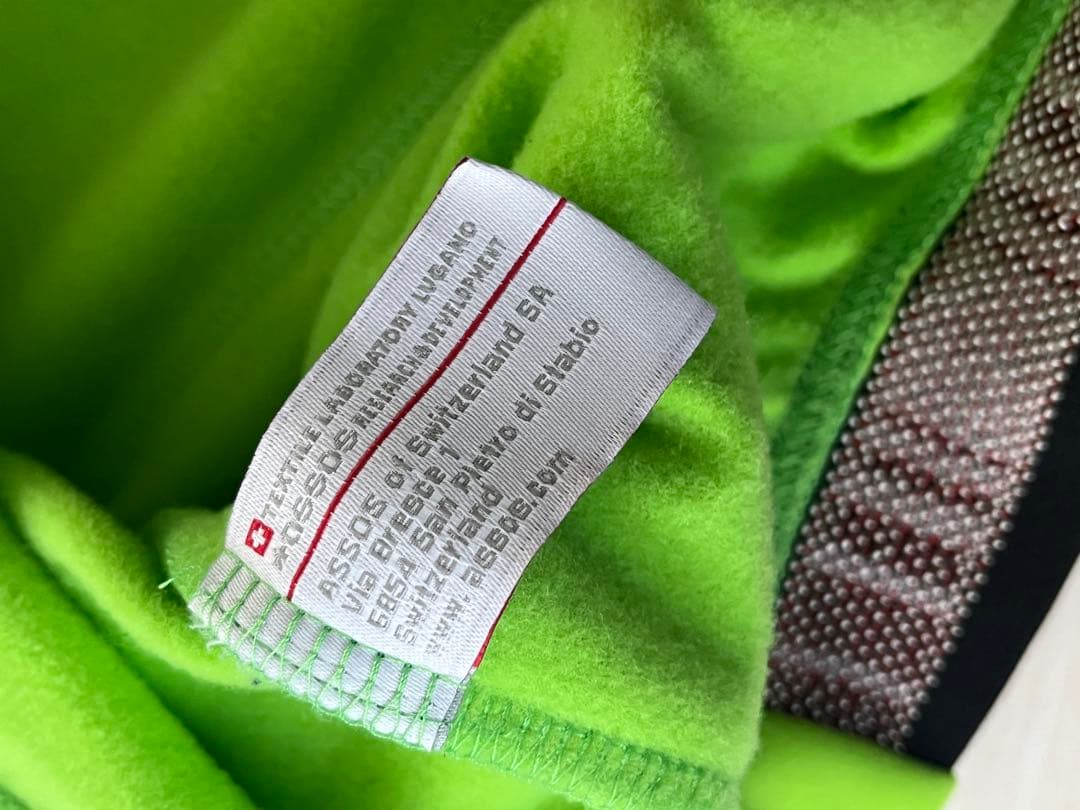 TEXTILE LABORATORY LUGANO
*ASSOS RESEARCH&DEVELOPMENT
ASSOS of Switzerland SA
Via Bresce 1
6854 San Pietro di Stabio
Switzerland
www.assos.com